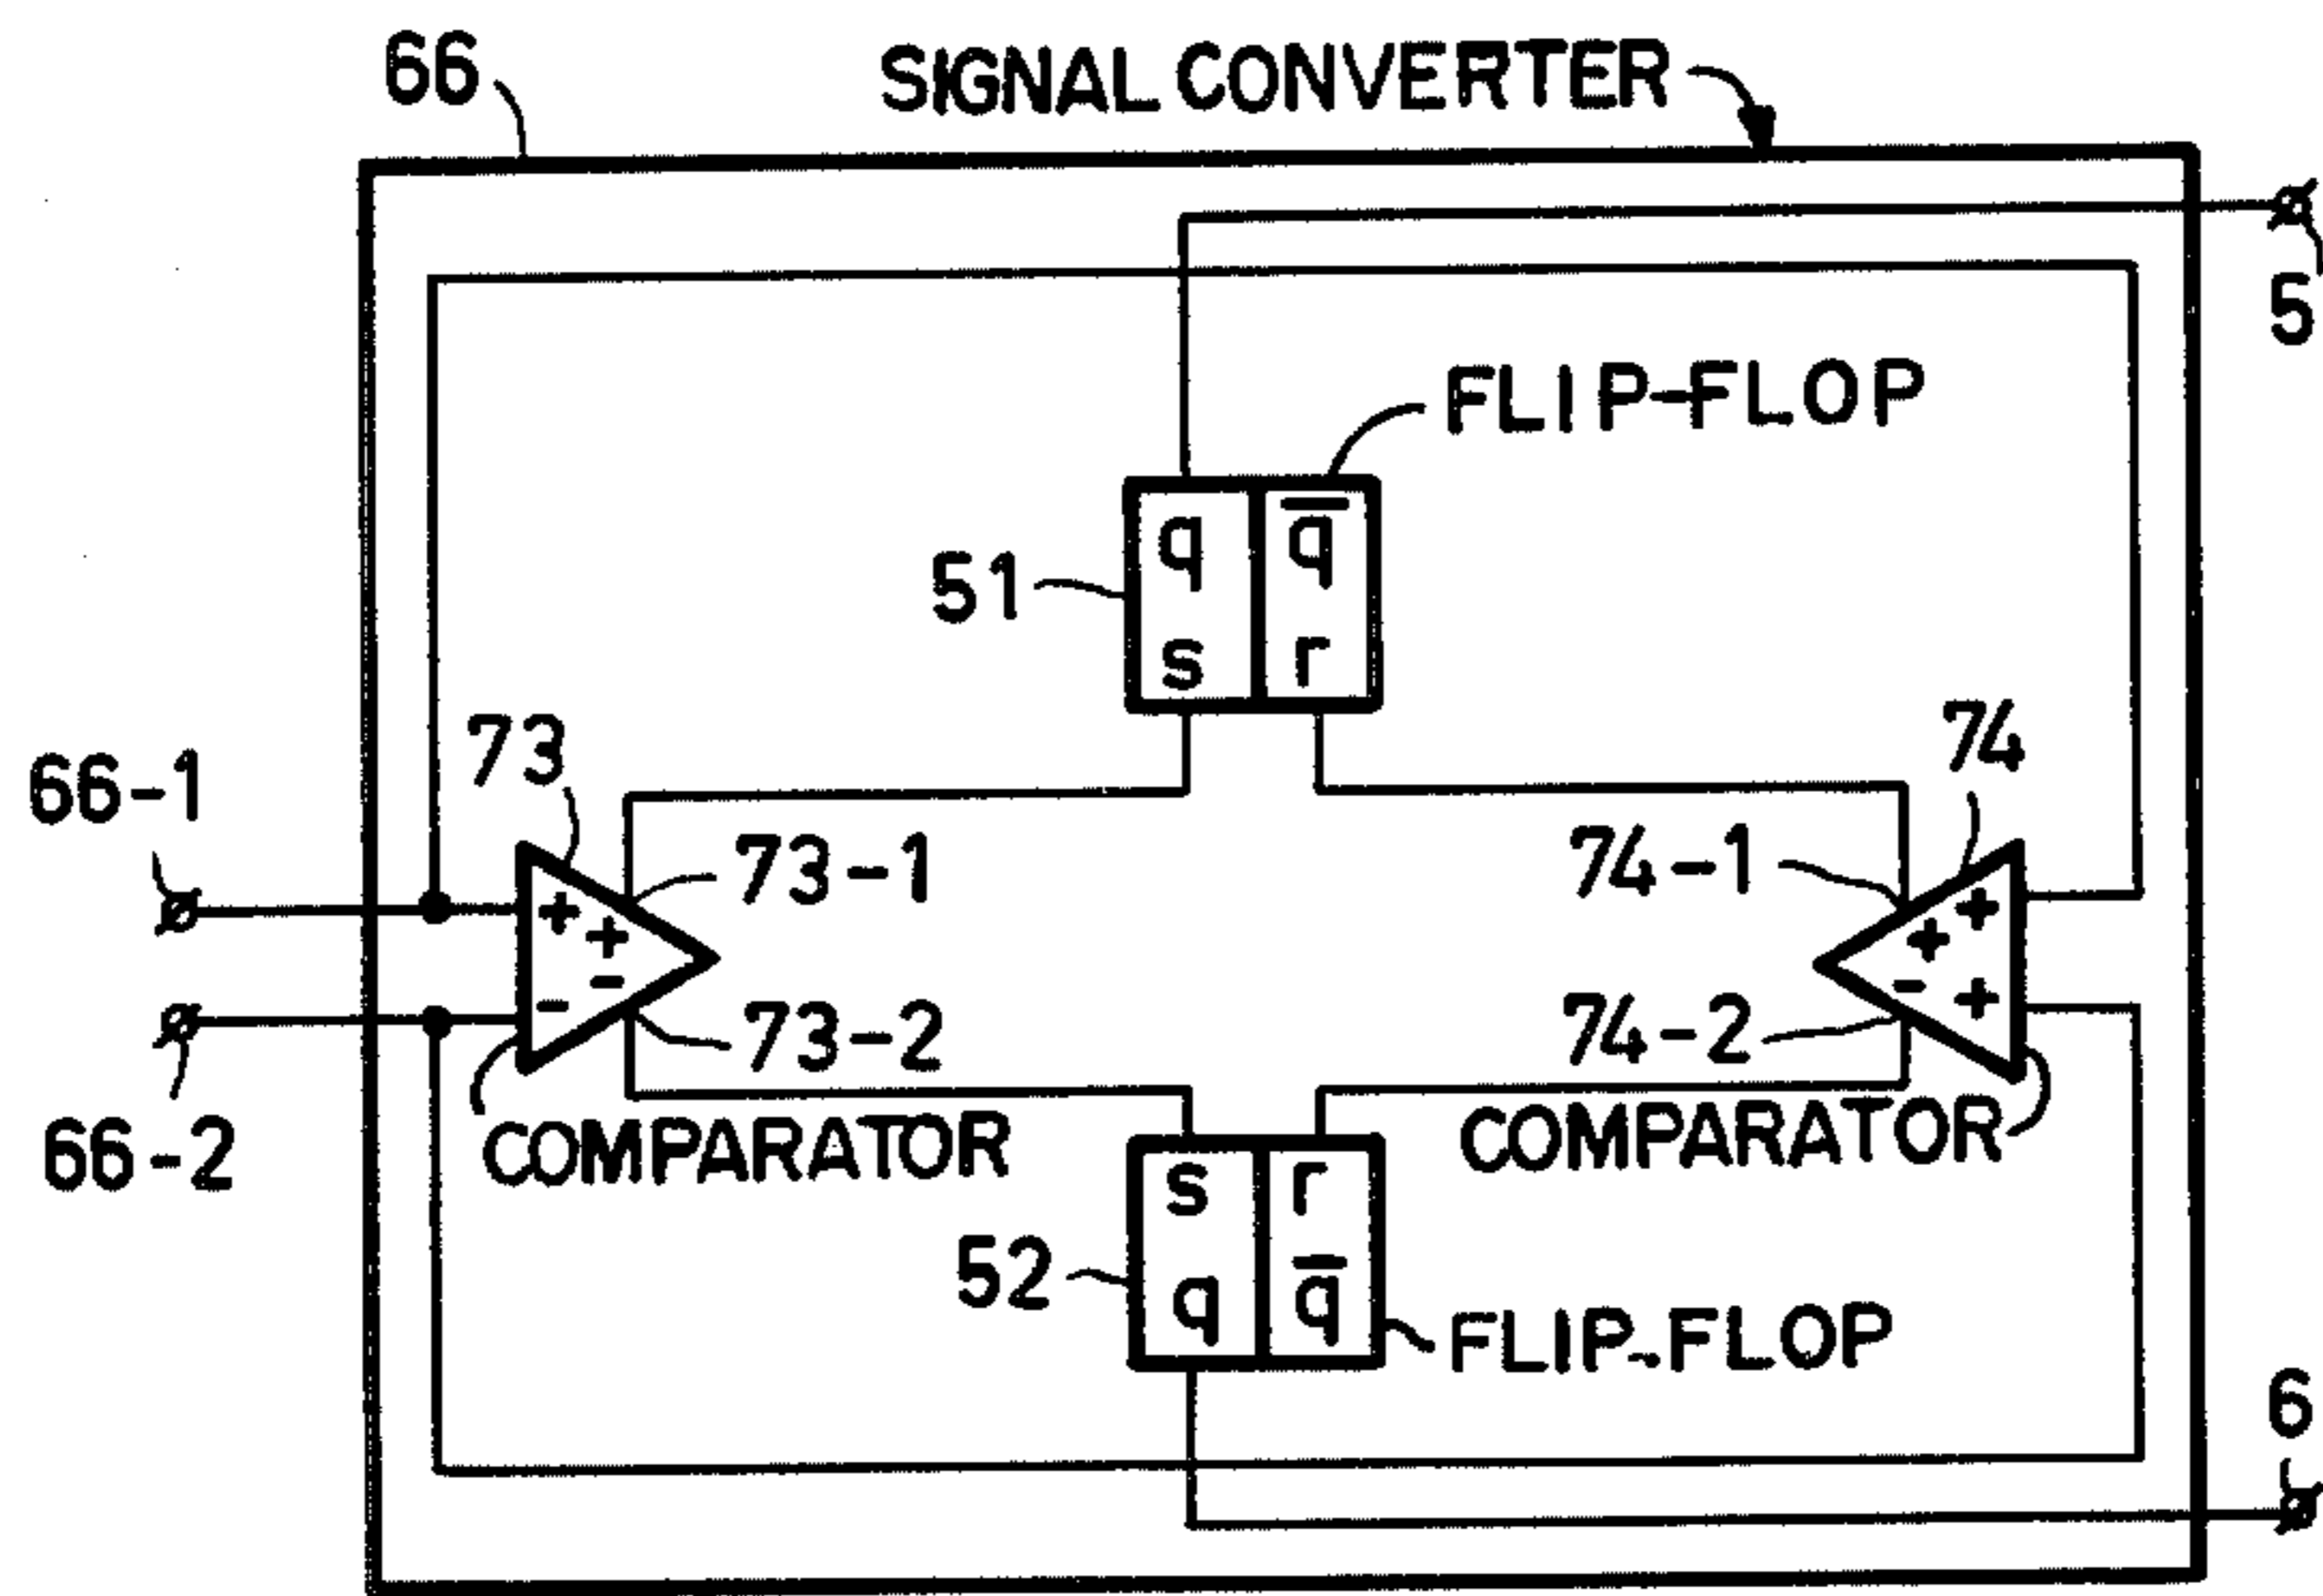 66
SIGNAL CONVERTER
5
FLIP-FLOP
q q̅
51
s r
73
74
66-1
73-1
74-1
+ + -  -
+ + - +
73-2
74-2
66-2
COMPARATOR
COMPARATOR
s r
52
q q̅
FLIP-FLOP
6